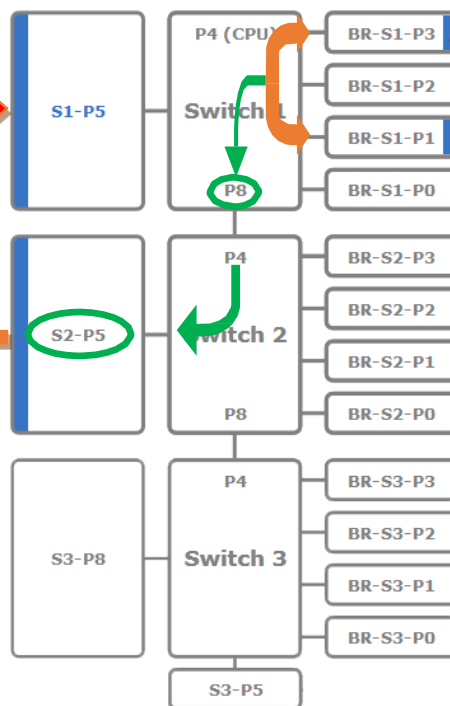 P4 (CPU)
S1-P5
Switch 1
P8
BR-S1-P3
BR-S1-P2
BR-S1-P1
BR-S1-P0
P4
S2-P5
Switch 2
P8
BR-S2-P3
BR-S2-P2
BR-S2-P1
BR-S2-P0
P4
S3-P8
Switch 3
BR-S3-P3
BR-S3-P2
BR-S3-P1
BR-S3-P0
S3-P5